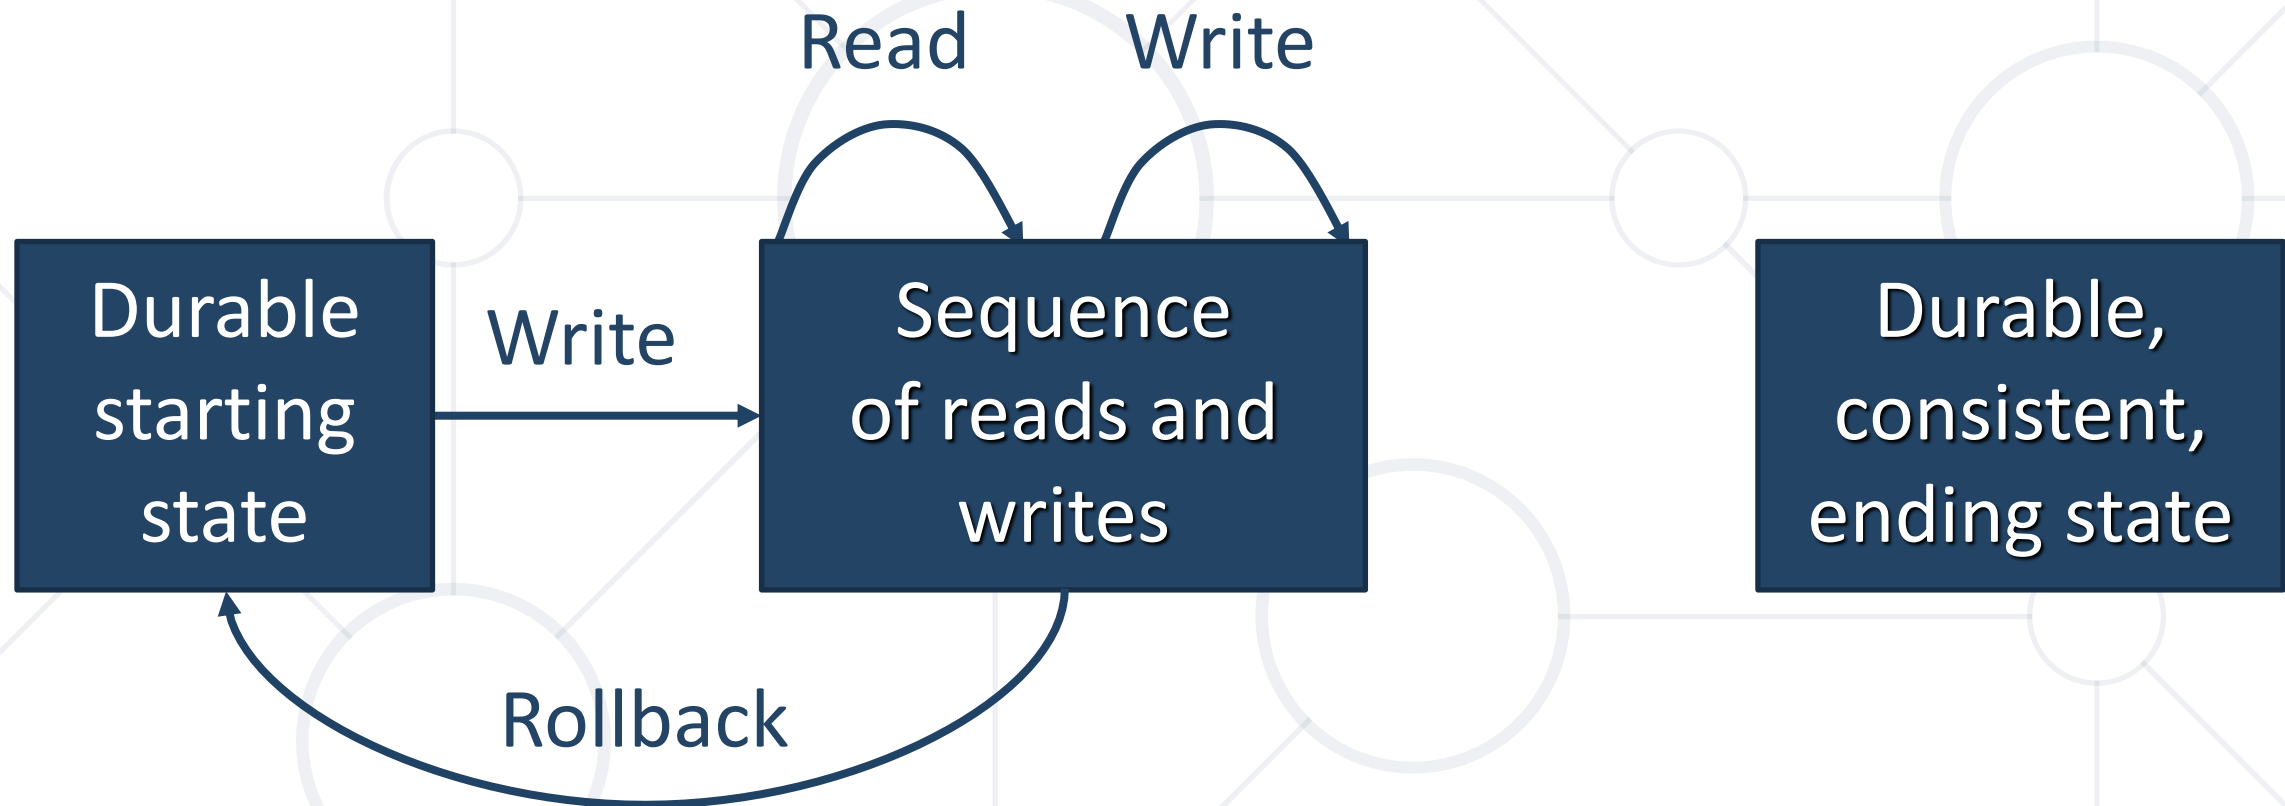 Read
Write
Durable
starting
state
Write
Sequence
of reads and
writes
Durable,
consistent,
ending state
Rollback